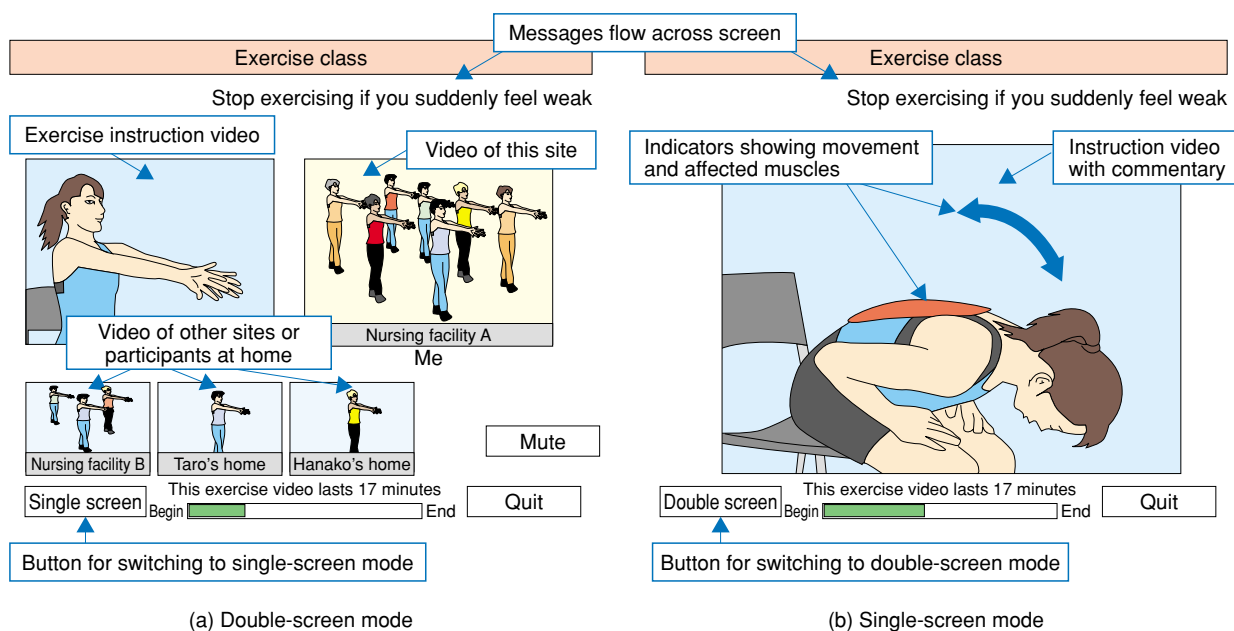 Messages flow across screen
Exercise class
Stop exercising if you suddenly feel weak
Exercise instruction video
Video of this site
Nursing facility A
Me
Video of other sites or
participants at home
Nursing facility B
Taro's home
Hanako's home
Mute
Single screen
This exercise video lasts 17 minutes
Begin
End
Quit
Button for switching to single-screen mode
(a) Double-screen mode
Exercise class
Stop exercising if you suddenly feel weak
Indicators showing movement
and affected muscles
Instruction video
with commentary
Double screen
This exercise video lasts 17 minutes
Begin
End
Quit
Button for switching to double-screen mode
(b) Single-screen mode